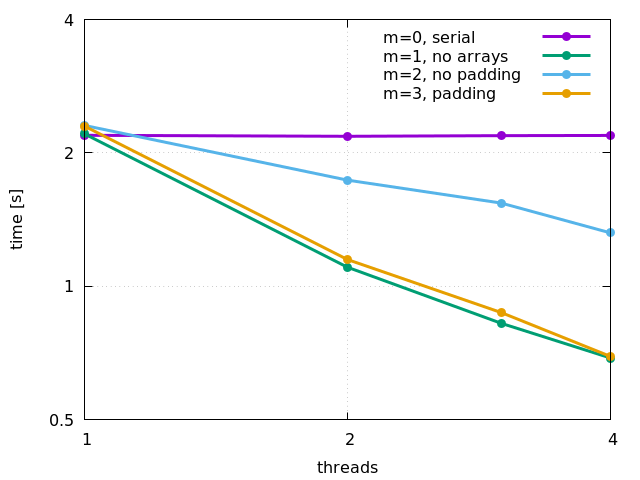 4
m=0, serial
m=1, no arrays
m=2, no padding
m=3, padding
2
time [s]
1
0.5
1 2 4
threads